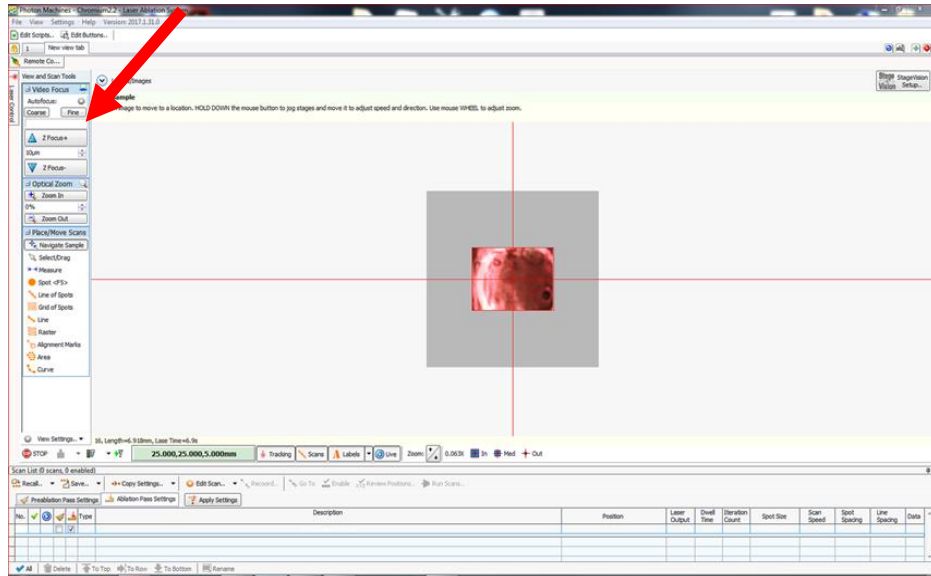 Photon Machines - Chromium2.2 - Laser Ablation System
File View Settings Help Version: 2017.1.31.0
Edit Scripts... Edit Buttons...
1 New view tab
Remote Co...
View and Scan Tools
Images
Stage Vision StageVision Setup...
Laser Control
Video Focus
Autofocus:
Coarse Fine
ample
image to move to a location. HOLD DOWN the mouse button to jog stages and move it to adjust speed and direction. Use mouse WHEEL to adjust zoom.
Z Focus+
10µm
Z Focus-
Optical Zoom
Zoom In
0%
Zoom Out
Place/Move Scans
Navigate Sample
Select/Drag
Measure
Spot <F5>
Line of Spots
Grid of Spots
Line
Raster
Alignment Marks
Area
Curve
View Settings...
Length=6.918mm, Lase Time=6.9s
STOP 25.000,25.000,5.000mm Tracking Scans Labels Live Zoom: 0.063X In Med Out
Scan List (0 scans, 0 enabled)
Recall... Save... Copy Settings... Edit Scan... Record... Go To Enable Review Positions... Run Scans...
Preablation Pass Settings Ablation Pass Settings Apply Settings
No. Type Description Position Laser Output Dwell Time Iteration Count Spot Size Scan Speed Spot Spacing Line Spacing Data
All Delete To Top To Row To Bottom Rename